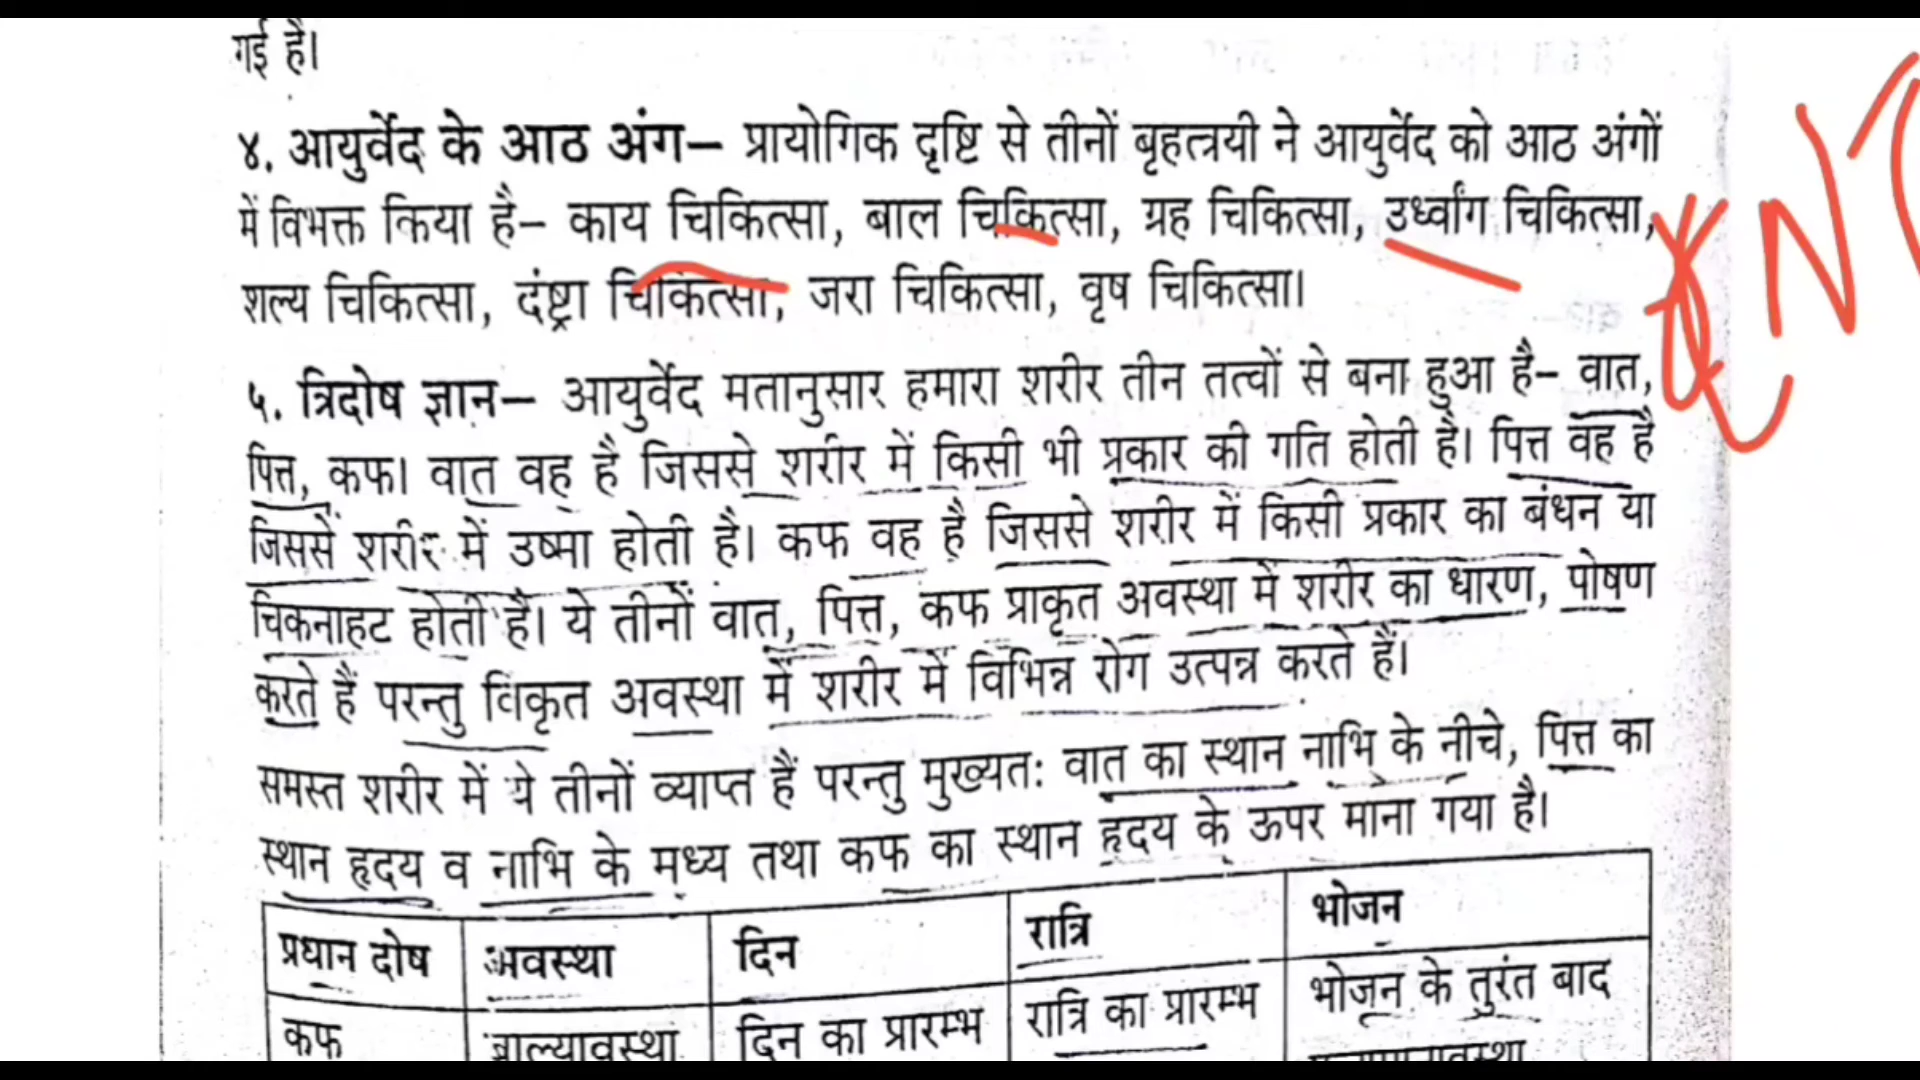 गई है।
४. आयुर्वेद के आठ अंग– प्रायोगिक दृष्टि से तीनों बृहत्त्रयी ने आयुर्वेद को आठ अंगों
में विभक्त किया है– काय चिकित्सा, बाल चिकित्सा, ग्रह चिकित्सा, उर्ध्वांग चिकित्सा,
शल्य चिकित्सा, दंष्ट्रा चिकित्सा, जरा चिकित्सा, वृष चिकित्सा।
ENT
५. त्रिदोष ज्ञान– आयुर्वेद मतानुसार हमारा शरीर तीन तत्वों से बना हुआ है– वात,
पित्त, कफ। वात वह है जिससे शरीर में किसी भी प्रकार की गति होती है। पित्त वह है
जिससें शरीर में उष्मा होती है। कफ वह है जिससे शरीर में किसी प्रकार का बंधन या
चिकनाहट होती है। ये तीनों वात, पित्त, कफ प्राकृत अवस्था में शरीर का धारण, पोषण
करते हैं परन्तु विकृत अवस्था में शरीर में विभिन्न रोग उत्पन्न करते हैं।
समस्त शरीर में ये तीनों व्याप्त हैं परन्तु मुख्यतः वात का स्थान नाभि के नीचे, पित्त का
स्थान हृदय व नाभि के मध्य तथा कफ का स्थान हृदय के ऊपर माना गया है।
प्रधान दोष अवस्था दिन रात्रि भोजन
कफ बाल्यावस्था दिन का प्रारम्भ रात्रि का प्रारम्भ भोजन के तुरंत बाद